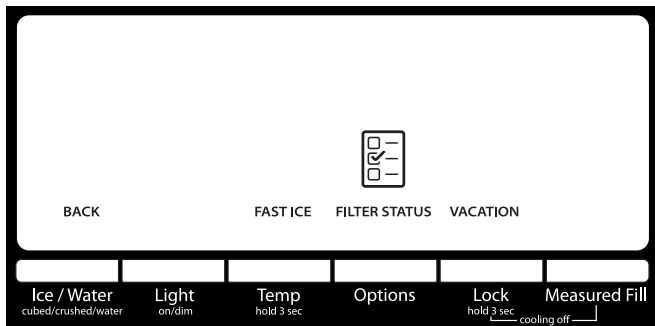 BACK FAST ICE FILTER STATUS VACATION
Ice / Water Light Temp Options Lock Measured Fill
cubed/crushed/water on/dim hold 3 sec hold 3 sec
cooling off